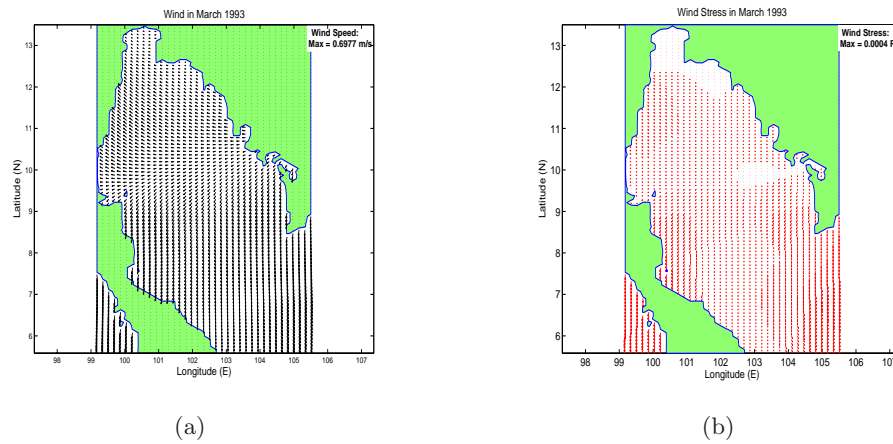 Wind in March 1993
Wind Speed:
Max = 0.6977 m/s
13
12
11
10
9
8
7
6
Latitude (N)
98 99 100 101 102 103 104 105 106 107
Longitude (E)
(a)
Wind Stress in March 1993
Wind Stress:
Max = 0.0004
13
12
11
10
9
8
7
6
Latitude (N)
98 99 100 101 102 103 104 105 106
Longitude (E)
(b)